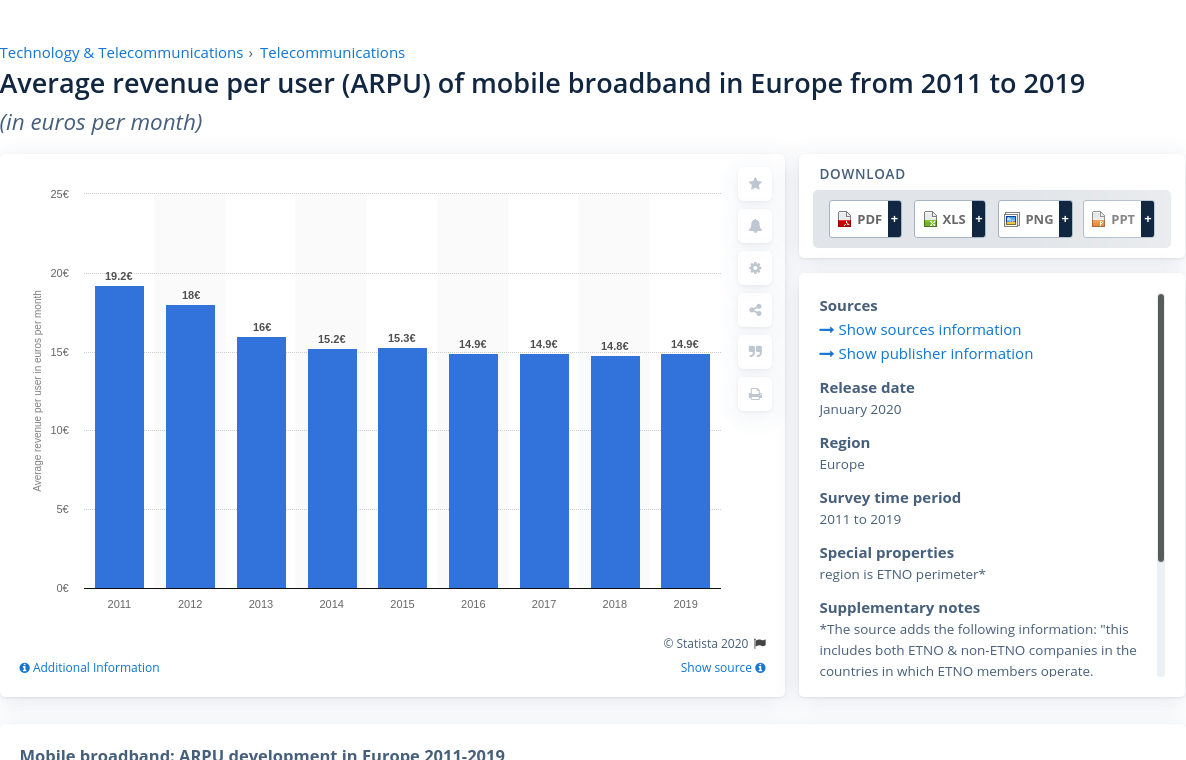 Technology & Telecommunications › Telecommunications
Average revenue per user (ARPU) of mobile broadband in Europe from 2011 to 2019
(in euros per month)
25€
20€
15€
10€
5€
0€
Average revenue per user in euros per month
19.2€
18€
16€
15.2€
15.3€
14.9€
14.9€
14.8€
14.9€
2011
2012
2013
2014
2015
2016
2017
2018
2019
© Statista 2020
Additional Information
Show source
DOWNLOAD
PDF + XLS + PNG + PPT +
Sources
Show sources information
Show publisher information
Release date
January 2020
Region
Europe
Survey time period
2011 to 2019
Special properties
region is ETNO perimeter*
Supplementary notes
*The source adds the following information: "this
includes both ETNO & non-ETNO companies in the
countries in which ETNO members operate.
Mobile broadband: ARPU development in Europe 2011-2019